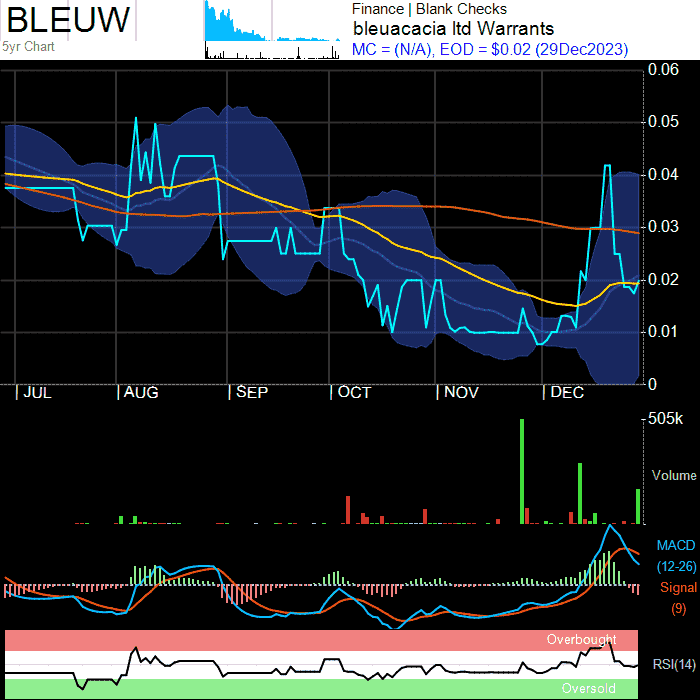 BLEUW
5yr Chart
Finance | Blank Checks
bleuacacia ltd Warrants
MC = (N/A), EOD = $0.02 (29Dec2023)
0.06
0.05
0.04
0.03
0.02
0.01
0
JUL AUG SEP OCT NOV DEC
505k
Volume
MACD
(12-26)
Signal
(9)
Overbought
RSI(14)
Oversold